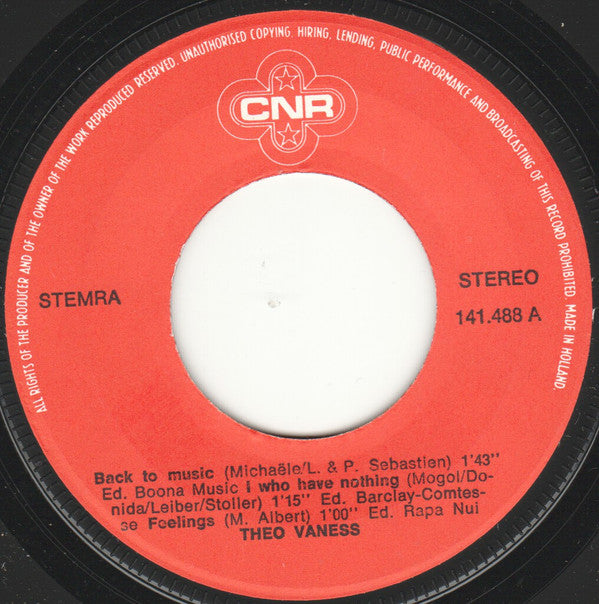 ALL RIGHTS OF THE PRODUCER AND OF THE OWNER OF THE WORK REPRODUCED RESERVED. UNAUTHORISED COPYING, HIRING, LENDING, PUBLIC PERFORMANCE AND BROADCASTING OF THIS RECORD PROHIBITED. MADE IN HOLLAND.
CNR
STEMRA
STEREO
141.488 A
Back to music (Michaële/L. & P. Sebastien) 1'43"
Ed. Boona Music I who have nothing (Mogol/Do-
nida/Leiber/Stoller) 1'15" Ed. Barclay-Comtes-
se Feelings (M. Albert) 1'00" Ed. Rapa Nui
THEO VANESS